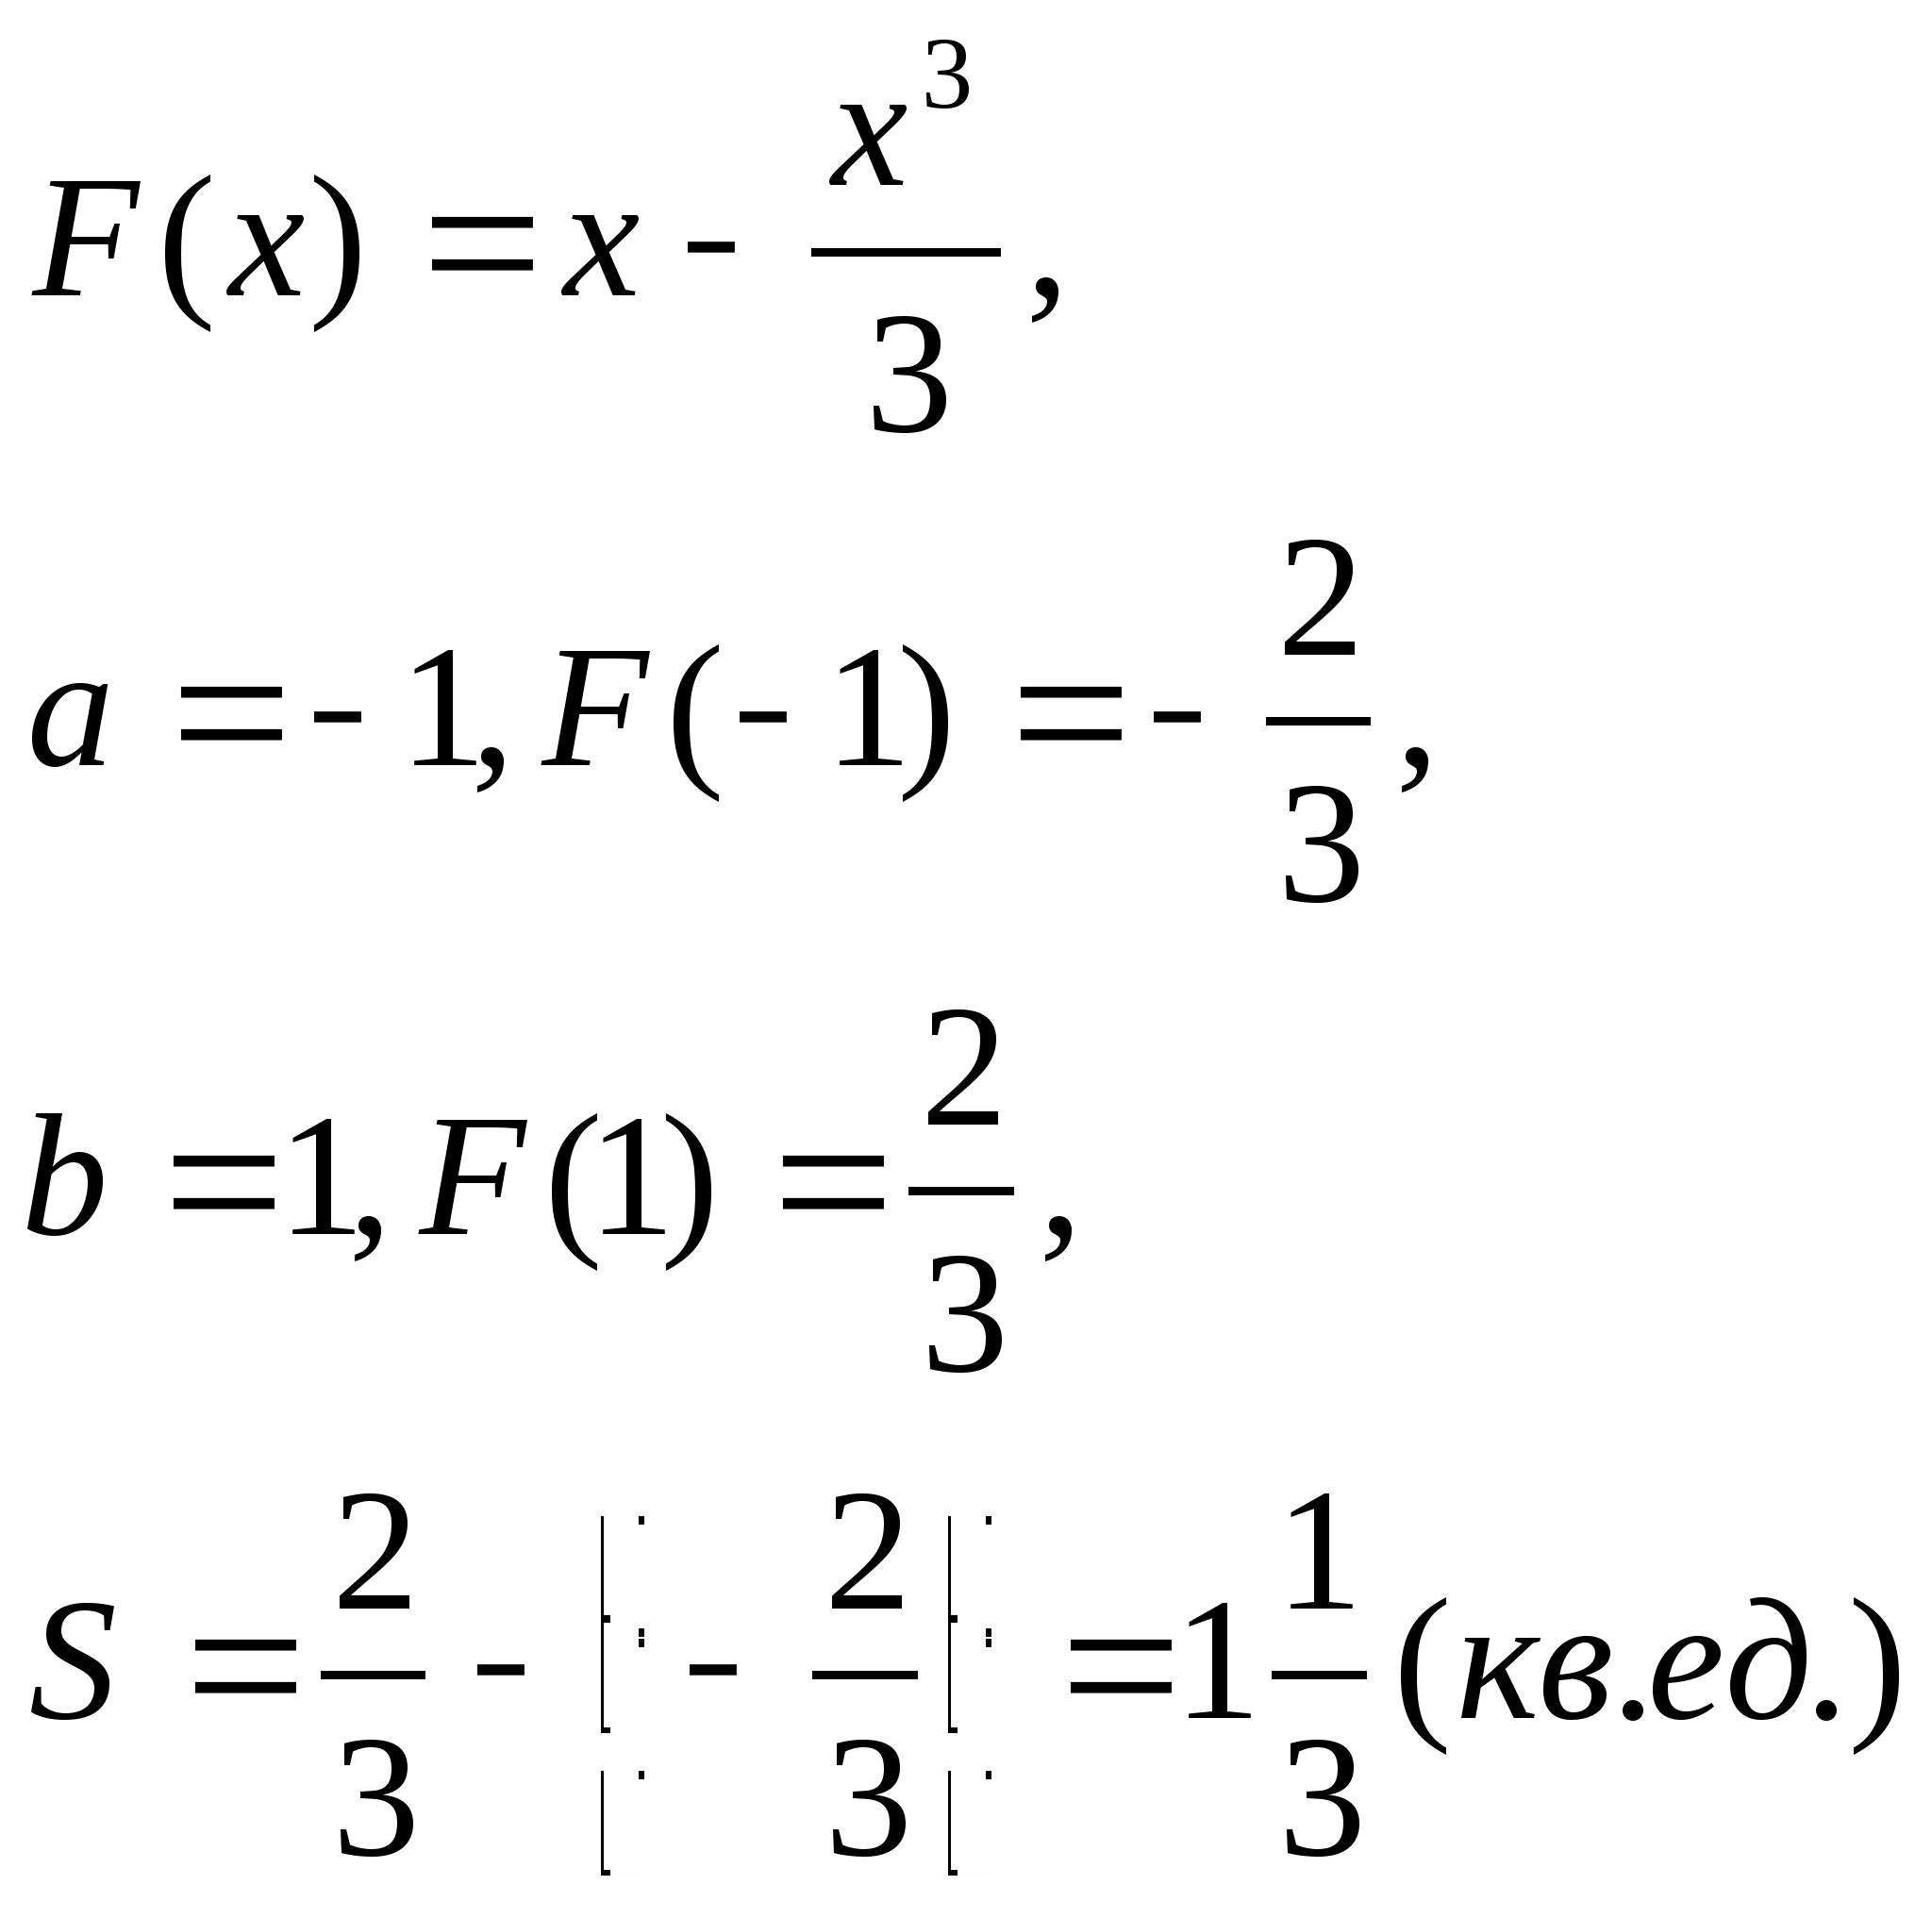 F(x) = x - x³/3,
a = - 1, F(- 1) = - 2/3,
b = 1, F(1) = 2/3,
S = 2/3 - (- 2/3) = 1 1/3 (кв.ед.)